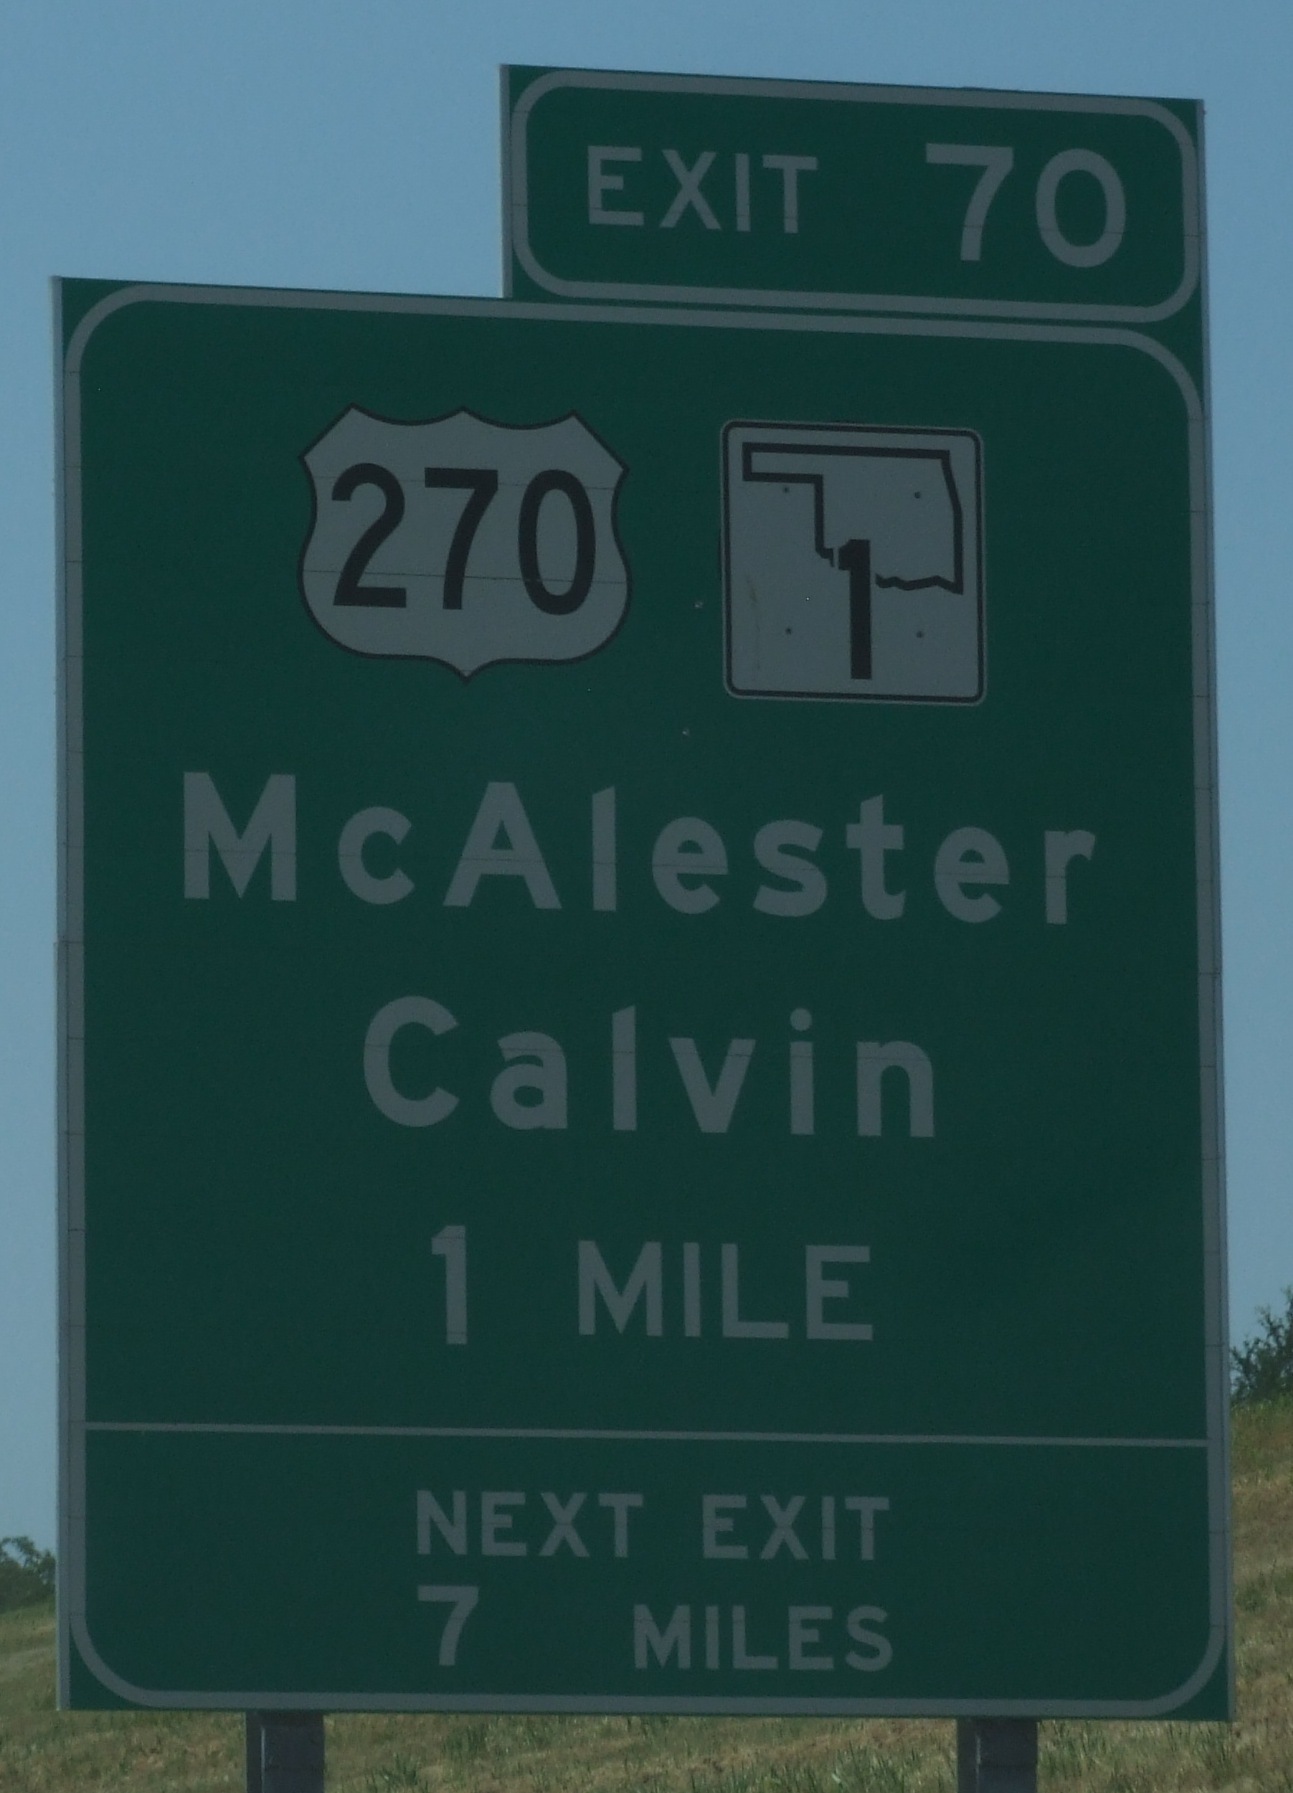 EXIT 70
270 1
McAlester
Calvin
1 MILE
NEXT EXIT
7 MILES